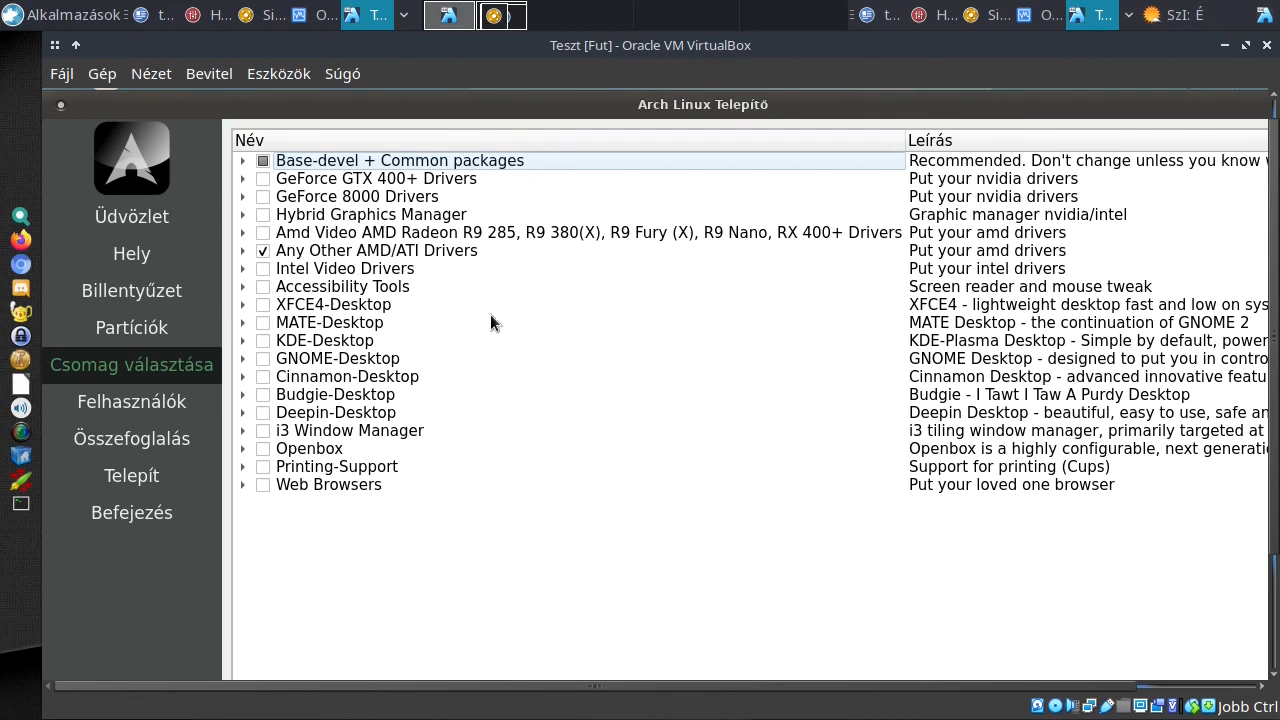 Alkalmazások
t...
H...
Si...
O...
T...
t...
H...
Si...
O...
T...
SzI: É
Teszt [Fut] - Oracle VM VirtualBox
Fájl Gép Nézet Bevitel Eszközök Súgó
Arch Linux Telepítő
Üdvözlet
Hely
Billentyűzet
Partíciók
Csomag választása
Felhasználók
Összefoglalás
Telepít
Befejezés
Név Leírás
Base-devel + Common packages Recommended. Don't change unless you know
GeForce GTX 400+ Drivers Put your nvidia drivers
GeForce 8000 Drivers Put your nvidia drivers
Hybrid Graphics Manager Graphic manager nvidia/intel
Amd Video AMD Radeon R9 285, R9 380(X), R9 Fury (X), R9 Nano, RX 400+ Drivers Put your amd drivers
Any Other AMD/ATI Drivers Put your amd drivers
Intel Video Drivers Put your intel drivers
Accessibility Tools Screen reader and mouse tweak
XFCE4-Desktop XFCE4 - lightweight desktop fast and low on sys
MATE-Desktop MATE Desktop - the continuation of GNOME 2
KDE-Desktop KDE-Plasma Desktop - Simple by default, power
GNOME-Desktop GNOME Desktop - designed to put you in contro
Cinnamon-Desktop Cinnamon Desktop - advanced innovative featu
Budgie-Desktop Budgie - I Tawt I Taw A Purdy Desktop
Deepin-Desktop Deepin Desktop - beautiful, easy to use, safe an
i3 Window Manager i3 tiling window manager, primarily targeted at
Openbox Openbox is a highly configurable, next generati
Printing-Support Support for printing (Cups)
Web Browsers Put your loved one browser
Jobb Ctrl